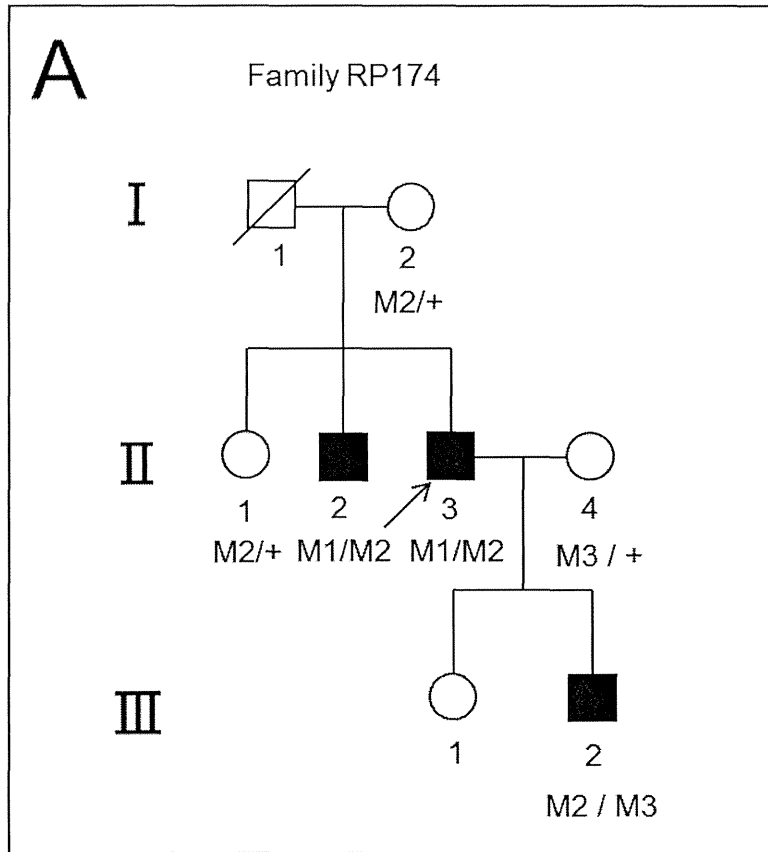 A
Family RP174
I
1 2
M2/+
II
1 2 3 4
M2/+ M1/M2 M1/M2 M3 / +
III
1 2
M2 / M3